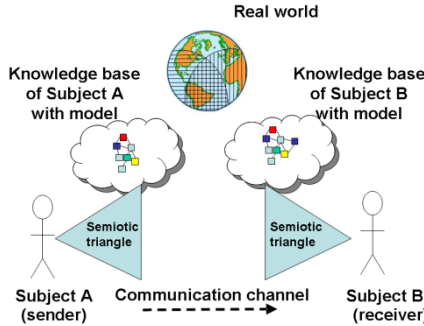 Real world
Knowledge base
of Subject A
with model
Knowledge base
of Subject B
with model
Semiotic
triangle
Semiotic
triangle
Subject A
(sender)
Communication channel
Subject B
(receiver)